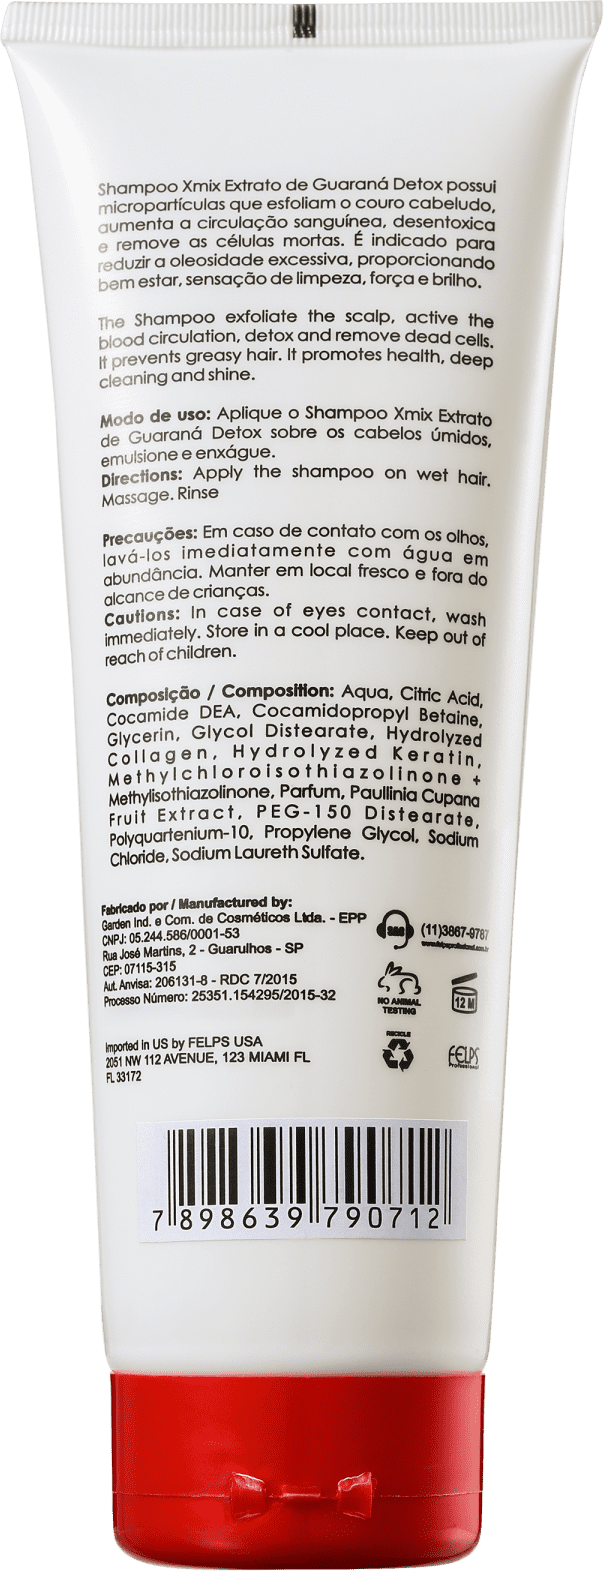 Shampoo Xmix Extrato de Guaraná Detox possui
micropartículas que esfoliam o couro cabeludo,
aumenta a circulação sanguínea, desentoxica
e remove as células mortas. É indicado para
reduzir a oleosidade excessiva, proporcionando
bem estar, sensação de limpeza, força e brilho.
The Shampoo exfoliate the scalp, active the
blood circulation, detox and remove dead cells.
It prevents greasy hair. It promotes health, deep
cleaning and shine.
Modo de uso: Aplique o Shampoo Xmix Extrato
de Guaraná Detox sobre os cabelos úmidos,
emulsione e enxágue.
Directions: Apply the shampoo on wet hair.
Massage. Rinse
Precauções: Em caso de contato com os olhos,
lavá-los imediatamente com água em
abundância. Manter em local fresco e fora do
alcance de crianças.
Cautions: In case of eyes contact, wash
immediately. Store in a cool place. Keep out of
reach of children.
Composição / Composition: Aqua, Citric Acid,
Cocamide DEA, Cocamidopropyl Betaine,
Glycerin, Glycol Distearate, Hydrolyzed
Collagen, Hydrolyzed Keratin,
Methylchloroisothiazolinone +
Methylisothiazolinone, Parfum, Paullinia Cupana
Fruit Extract, PEG-150 Distearate,
Polyquartenium-10, Propylene Glycol, Sodium
Chloride, Sodium Laureth Sulfate.
Fabricado por / Manufactured by:
Garden Ind. e Com. de Cosméticos Ltda. - EPP
CNPJ: 05.244.586/0001-53
Rua José Martins, 2 - Guarulhos - SP
CEP: 07115-315
Aut. Anvisa: 206131-8 - RDC 7/2015
Processo Número: 25351.154295/2015-32
SAC
(11)3867-9787
www.felpsprofissional.com.br
NO ANIMAL
TESTING
12 M
Imported in US by FELPS USA
2051 NW 112 AVENUE, 123 MIAMI FL
FL 33172
RECICLE
FELPS
Professional
7 898639 790712